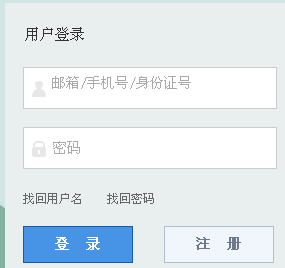 用户登录
邮箱/手机号/身份证号
密码
找回用户名 找回密码
登 录 注 册